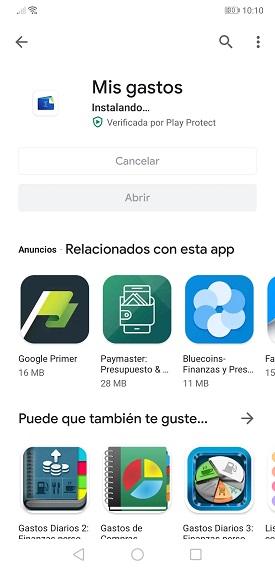 10:10
Mis gastos
Instalando...
Verificada por Play Protect
Cancelar
Abrir
Anuncios · Relacionados con esta app
Google Primer
16 MB
Paymaster:
Presupuesto & ...
28 MB
Bluecoins-
Finanzas y Pres...
11 MB
Fa
15
Puede que también te guste...
Gastos Diarios 2:
Finanzas perso
Gastos de
Compras
Gastos Diarios 3:
Finanzas perso
Lis